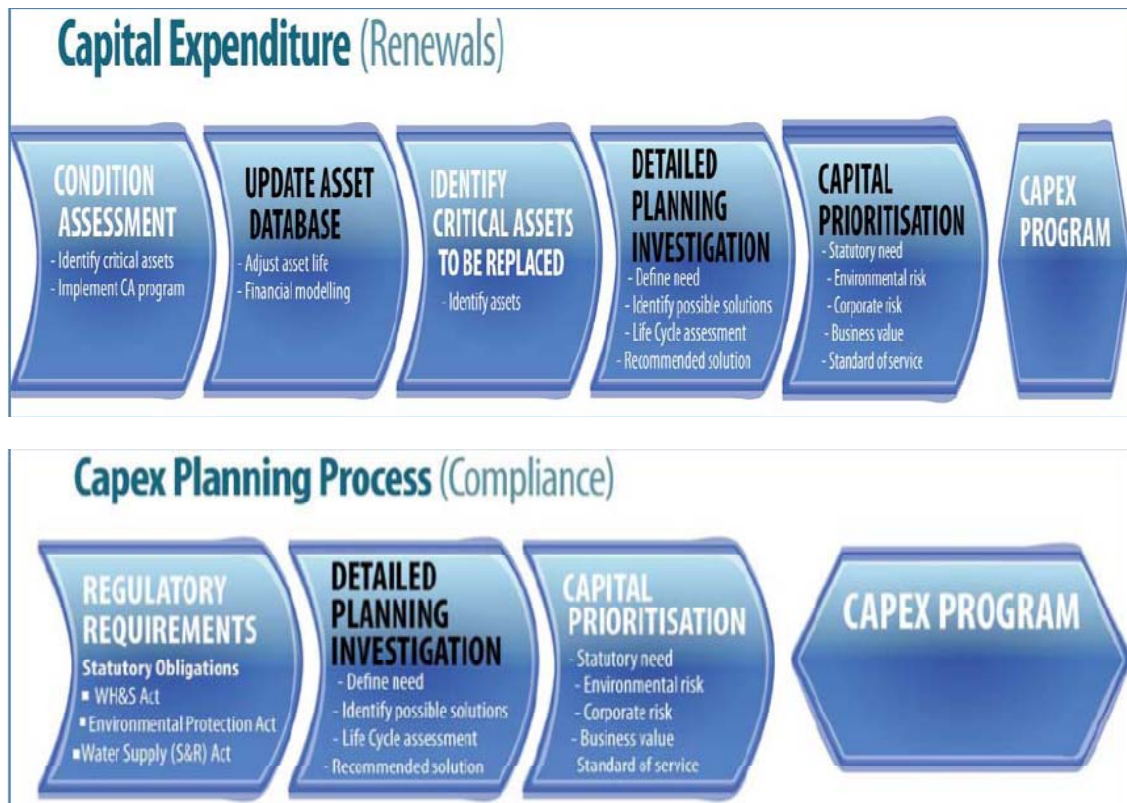 Capital Expenditure (Renewals)
CONDITION
ASSESSMENT
- Identify critical assets
- Implement CA program
UPDATE ASSET
DATABASE
- Adjust asset life
- Financial modelling
IDENTIFY
CRITICAL ASSETS
TO BE REPLACED
- Identify assets
DETAILED
PLANNING
INVESTIGATION
- Define need
- Identify possible solutions
- Life Cycle assessment
- Recommended solution
CAPITAL
PRIORITISATION
- Statutory need
- Environmental risk
- Corporate risk
- Business value
- Standard of service
CAPEX
PROGRAM
Capex Planning Process (Compliance)
REGULATORY
REQUIREMENTS
Statutory Obligations
▪ WH&S Act
▪ Environmental Protection Act
▪ Water Supply (S&R) Act
DETAILED
PLANNING
INVESTIGATION
- Define need
- Identify possible solutions
- Life Cycle assessment
- Recommended solution
CAPITAL
PRIORITISATION
- Statutory need
- Environmental risk
- Corporate risk
- Business value
Standard of service
CAPEX PROGRAM